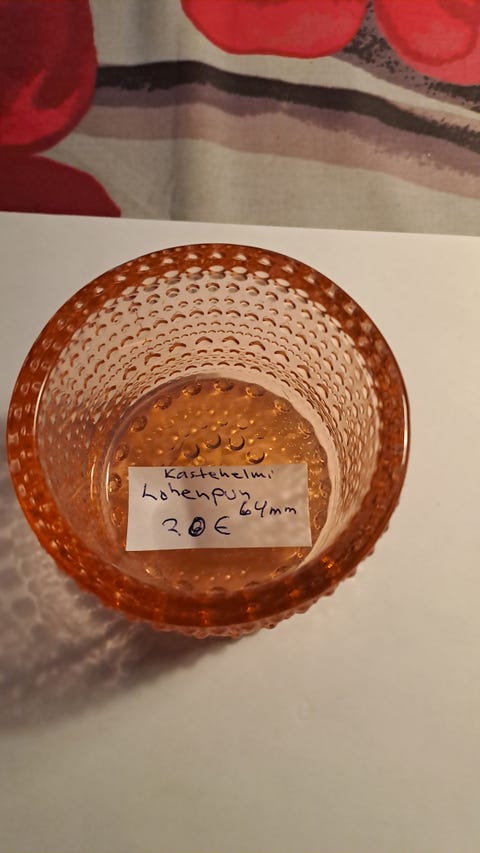 Kastehelmi
Lohenpun
64mm
20€